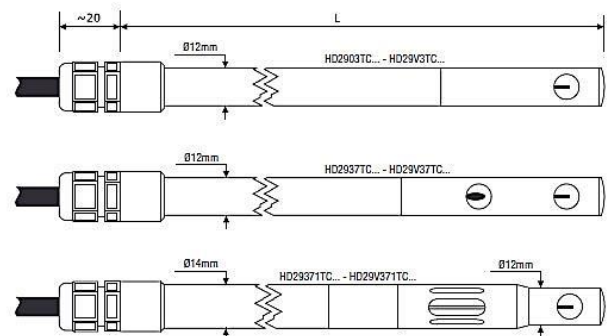 ~20
L
Ø12mm
HD2903TC... - HD29V3TC...
Ø12mm
HD2937TC... - HD29V37TC...
Ø14mm
HD29371TC... - HD29V371TC...
Ø12mm